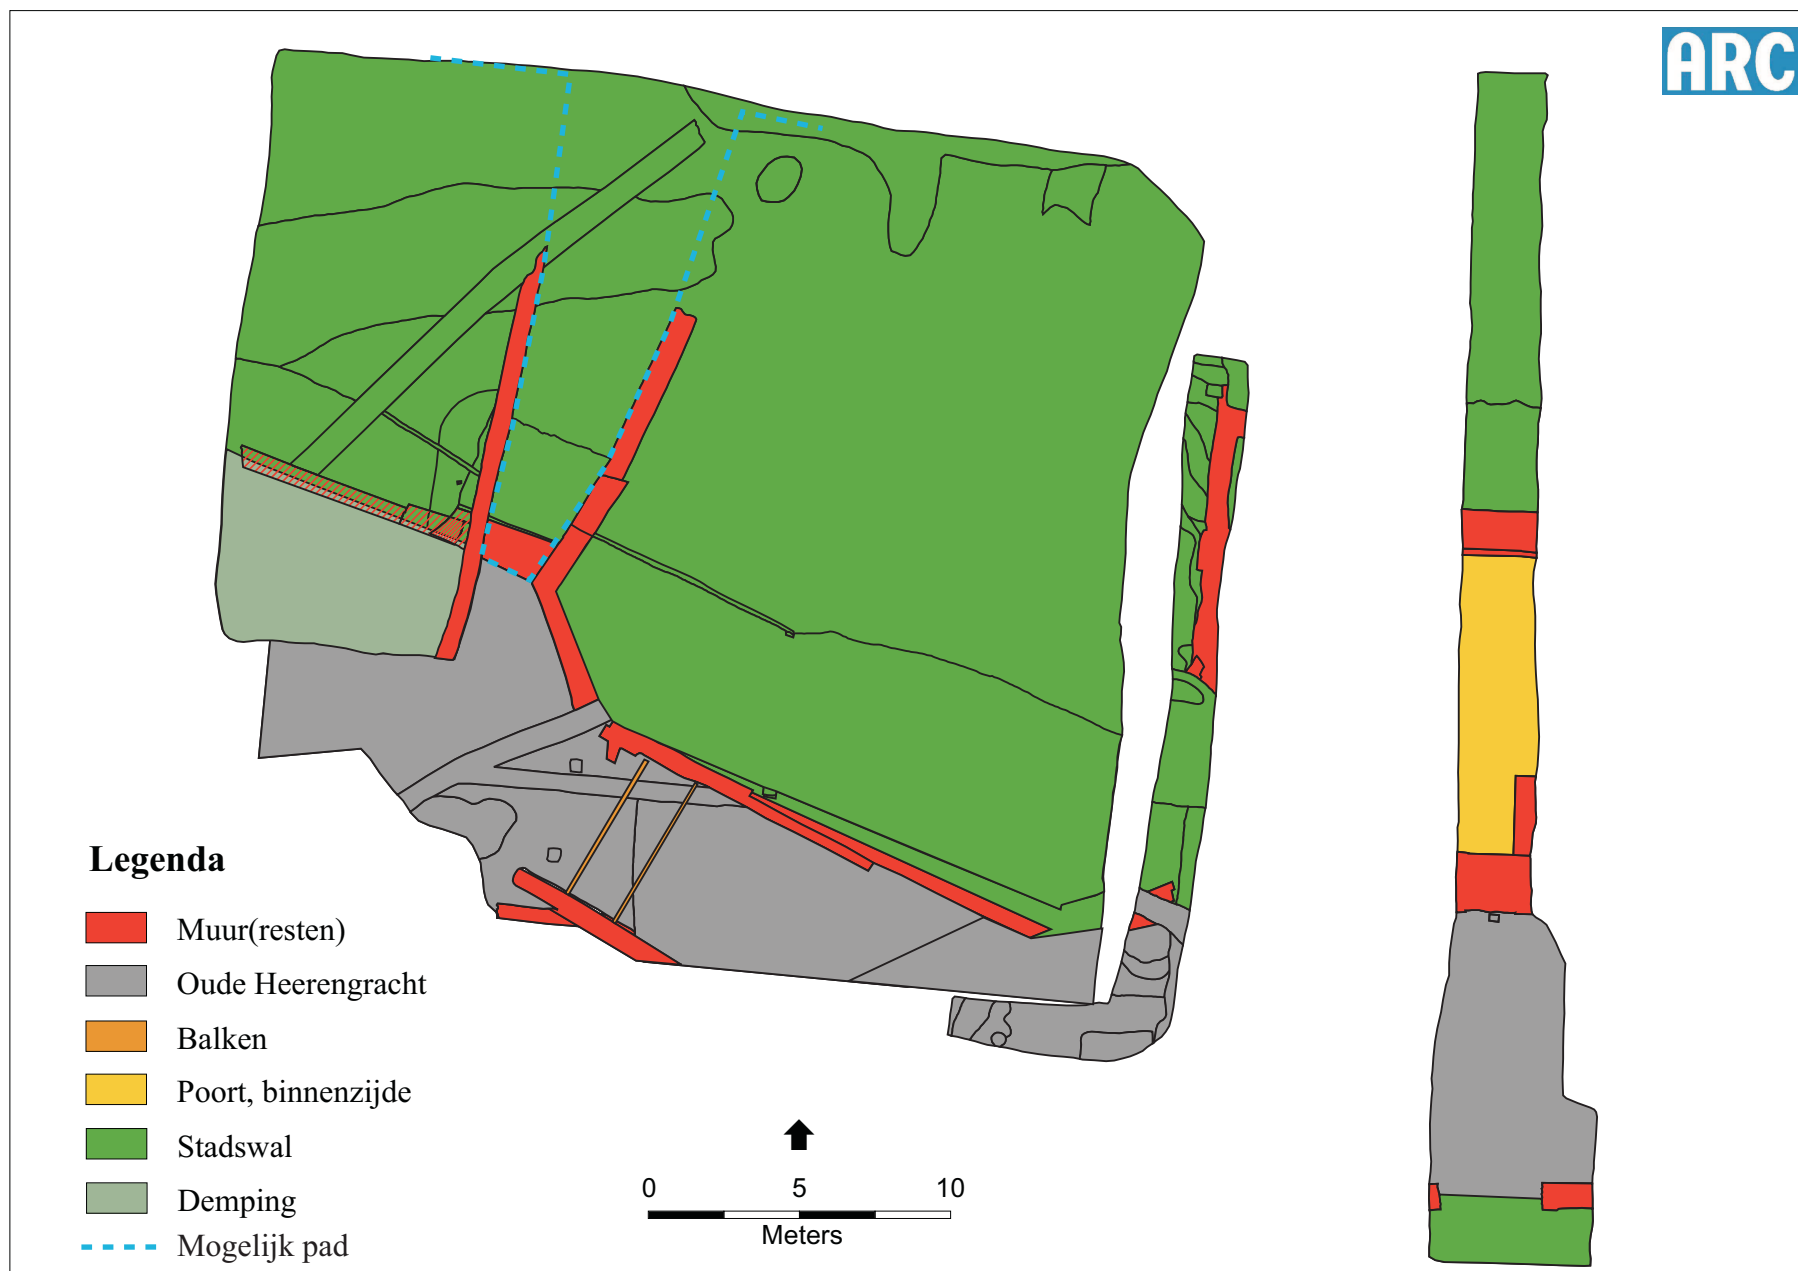 ARC
Legenda
Muur(resten)
Oude Heerengracht
Balken
Poort, binnenzijde
Stadswal
Demping
Mogelijk pad
0 5 10
Meters